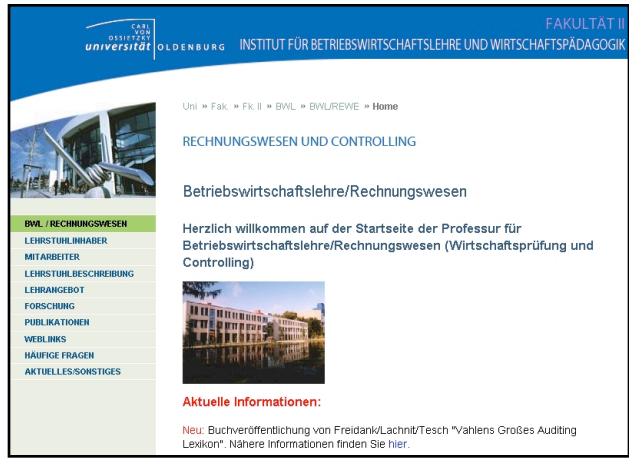 CARL
VON
OSSIETZKY
universität OLDENBURG
FAKULTÄT II
INSTITUT FÜR BETRIEBSWIRTSCHAFTSLEHRE UND WIRTSCHAFTSPÄDAGOGIK
Uni » Fak. » Fk. II » BWL » BWL/REWE » Home
RECHNUNGSWESEN UND CONTROLLING
Betriebswirtschaftslehre/Rechnungswesen
BWL / RECHNUNGSWESEN
LEHRSTUHLINHABER
MITARBEITER
LEHRSTUHLBESCHREIBUNG
LEHRANGEBOT
FORSCHUNG
PUBLIKATIONEN
WEBLINKS
HÄUFIGE FRAGEN
AKTUELLES/SONSTIGES
Herzlich willkommen auf der Startseite der Professur für
Betriebswirtschaftslehre/Rechnungswesen (Wirtschaftsprüfung und
Controlling)
Aktuelle Informationen:
Neu: Buchveröffentlichung von Freidank/Lachnit/Tesch "Vahlens Großes Auditing
Lexikon". Nähere Informationen finden Sie hier.